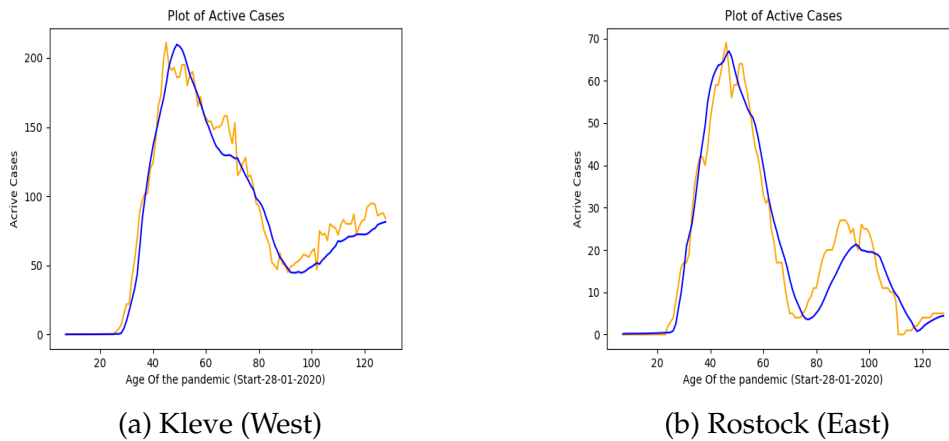 Plot of Active Cases
Acrive Cases
200
150
100
50
0
20 40 60 80 100 120
Age Of the pandemic (Start-28-01-2020)
(a) Kleve (West)
Plot of Active Cases
Acrive Cases
70
60
50
40
30
20
10
0
20 40 60 80 100 120
Age Of the pandemic (Start-28-01-2020)
(b) Rostock (East)